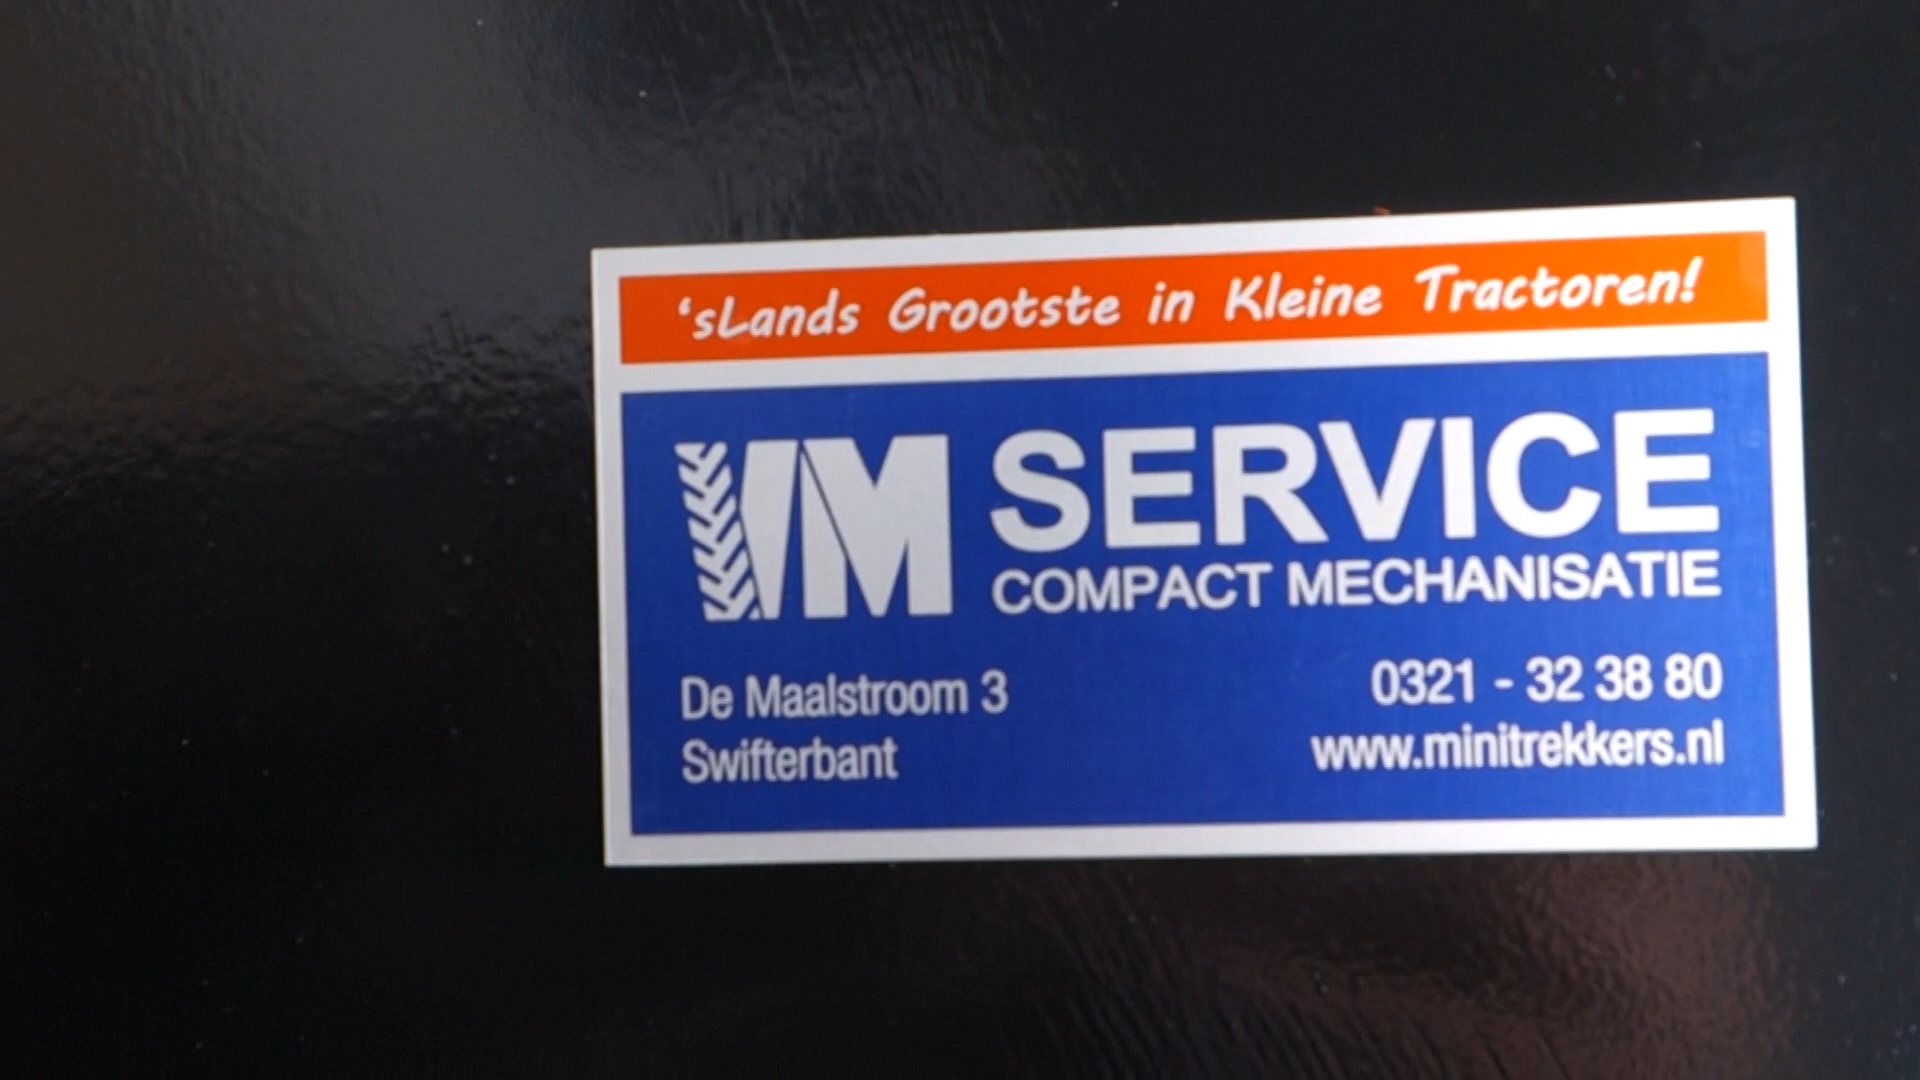 ‘sLands Grootste in Kleine Tractoren!
VM SERVICE
COMPACT MECHANISATIE
De Maalstroom 3
Swifterbant
0321 - 32 38 80
www.minitrekkers.nl